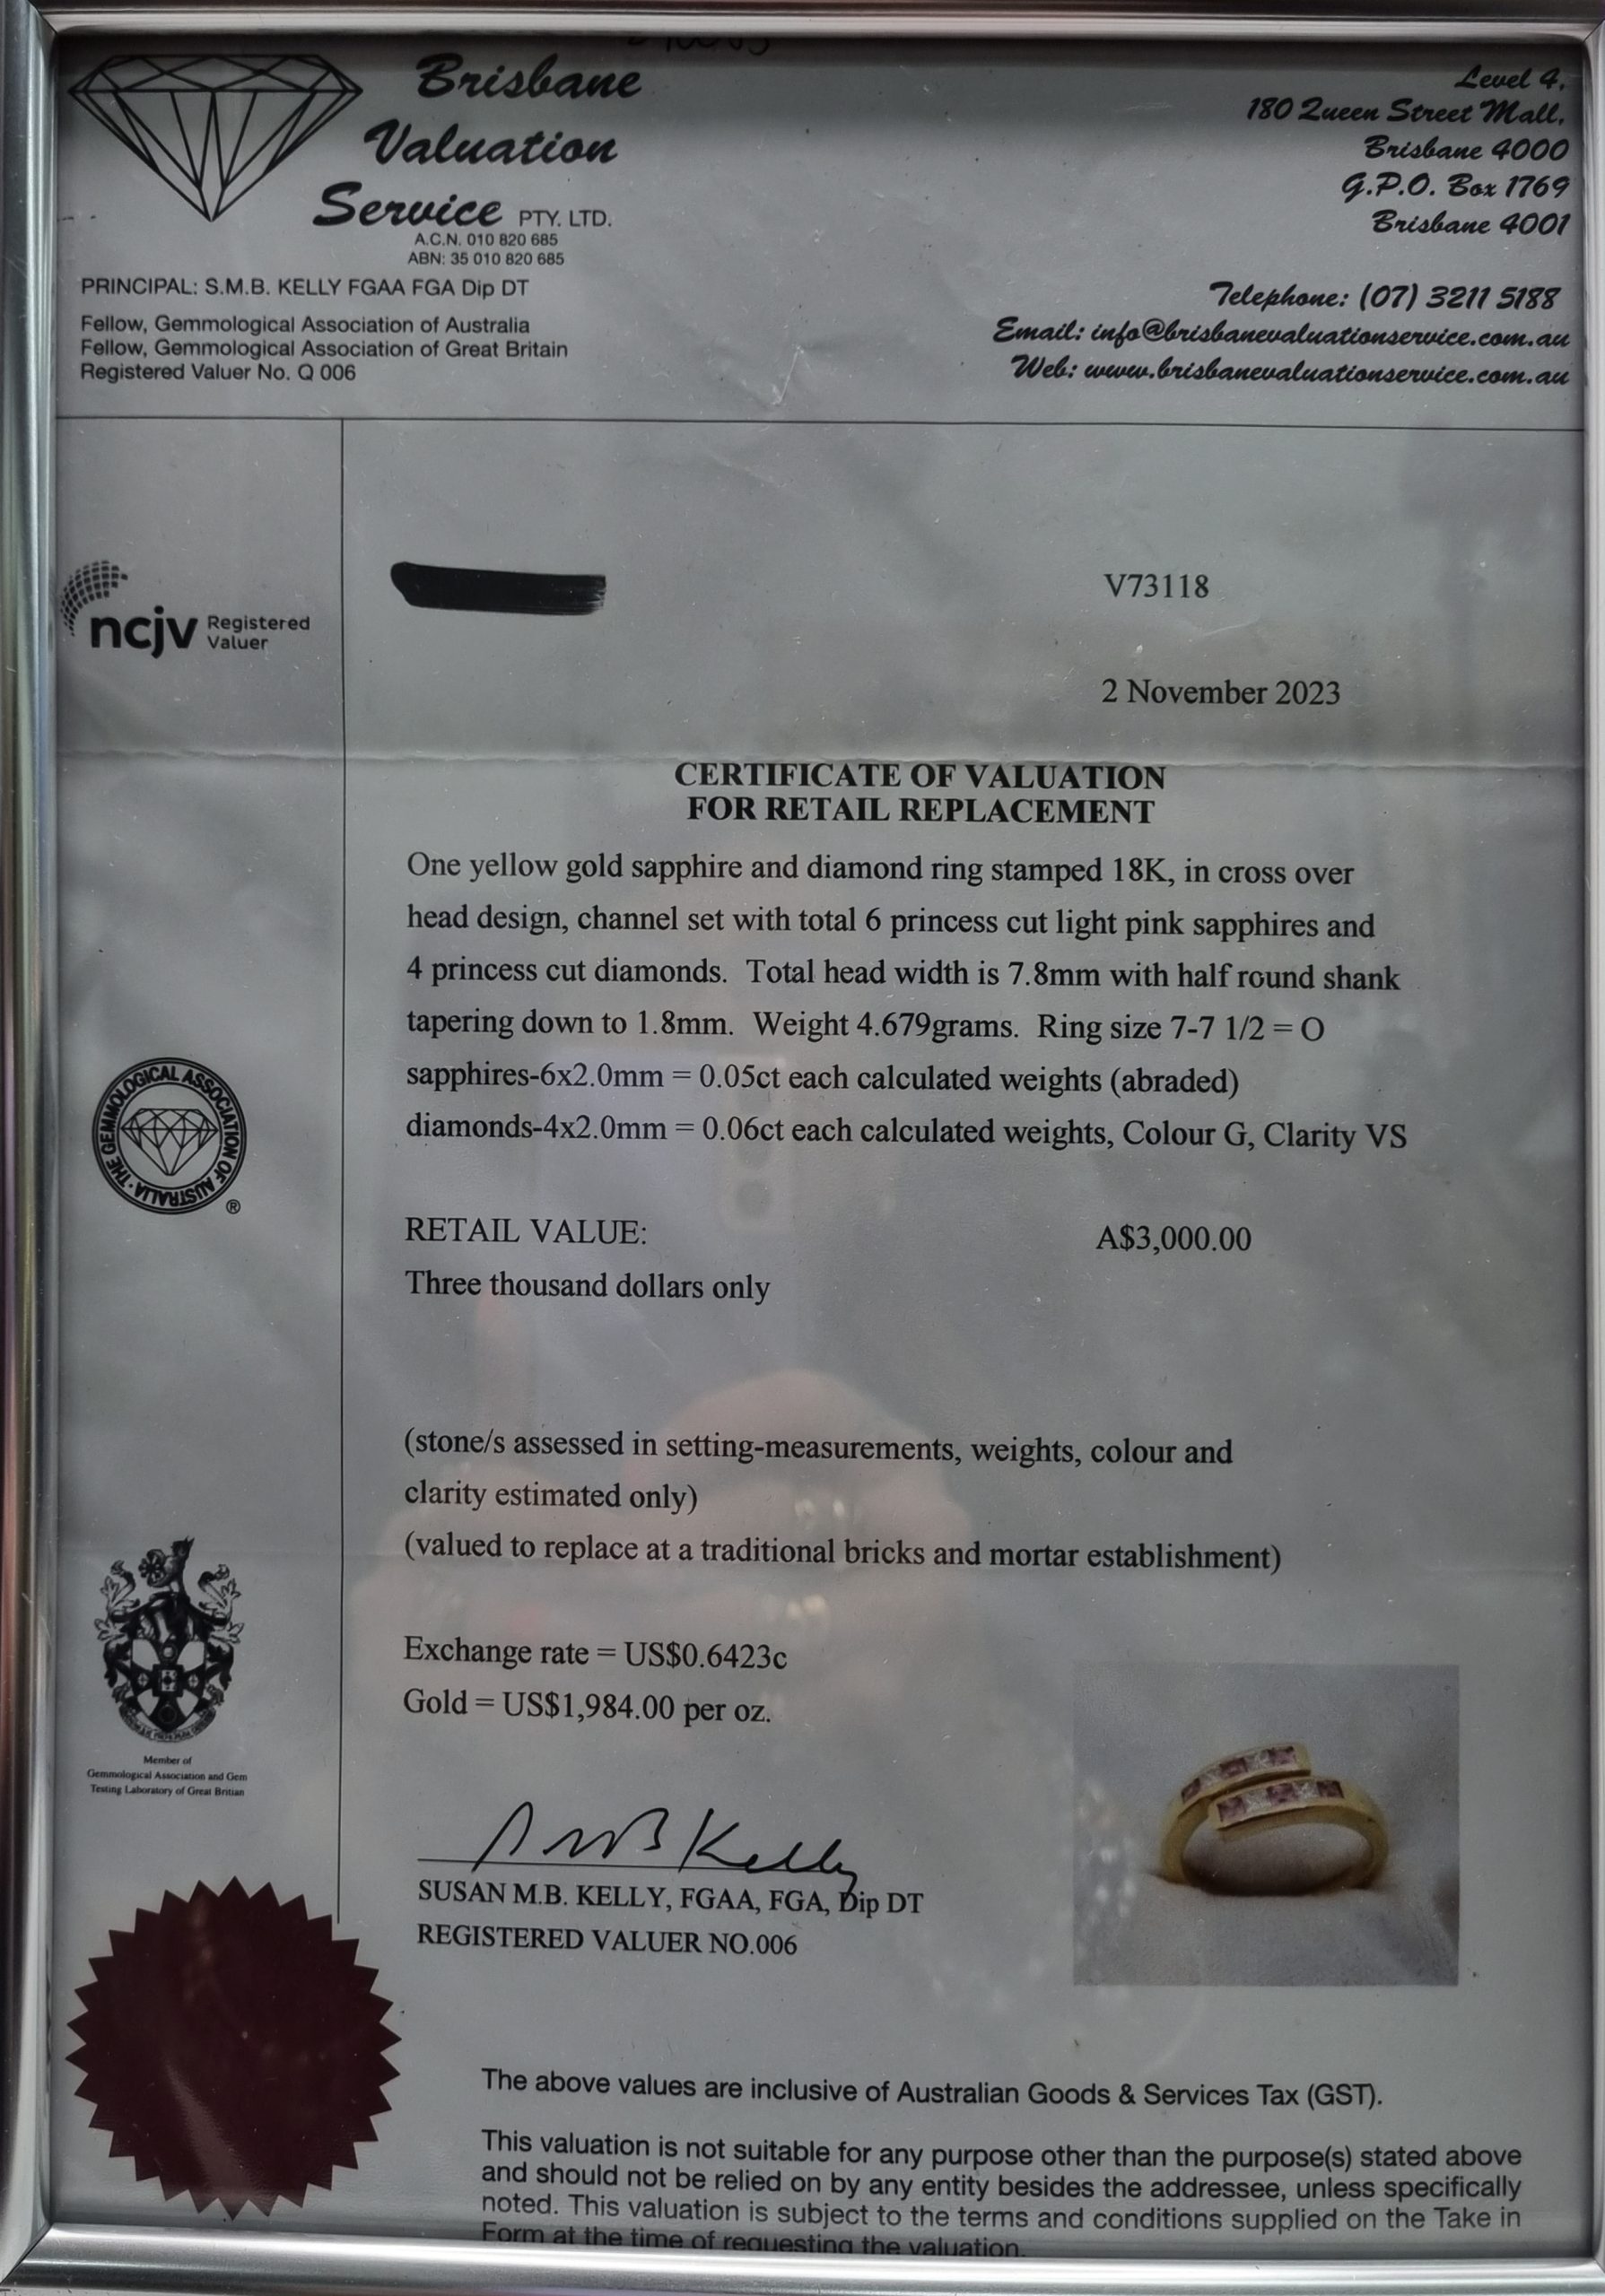 Brisbane
Valuation
Service PTY. LTD.
A.C.N. 010 820 685
ABN: 35 010 820 685
PRINCIPAL: S.M.B. KELLY FGAA FGA Dip DT
Fellow, Gemmological Association of Australia
Fellow, Gemmological Association of Great Britain
Registered Valuer No. Q 006
Level 4,
180 Queen Street Mall,
Brisbane 4000
G.P.O. Box 1769
Brisbane 4001
Telephone: (07) 3211 5188
Email: info@brisbanevaluationservice.com.au
Web: www.brisbanevaluationservice.com.au
ncjv Registered
Valuer
V73118
2 November 2023
CERTIFICATE OF VALUATION
FOR RETAIL REPLACEMENT
One yellow gold sapphire and diamond ring stamped 18K, in cross over
head design, channel set with total 6 princess cut light pink sapphires and
4 princess cut diamonds. Total head width is 7.8mm with half round shank
tapering down to 1.8mm. Weight 4.679grams. Ring size 7-7 1/2 = O
sapphires-6x2.0mm = 0.05ct each calculated weights (abraded)
diamonds-4x2.0mm = 0.06ct each calculated weights, Colour G, Clarity VS
THE GEMMOLOGICAL ASSOCIATION OF AUSTRALIA ®
RETAIL VALUE: A$3,000.00
Three thousand dollars only
(stone/s assessed in setting-measurements, weights, colour and
clarity estimated only)
(valued to replace at a traditional bricks and mortar establishment)
Exchange rate = US$0.6423c
Gold = US$1,984.00 per oz.
Member of
Gemmological Association and Gem
Testing Laboratory of Great Britian
SMB Kelly
SUSAN M.B. KELLY, FGAA, FGA, Dip DT
REGISTERED VALUER NO.006
The above values are inclusive of Australian Goods & Services Tax (GST).
This valuation is not suitable for any purpose other than the purpose(s) stated above
and should not be relied on by any entity besides the addressee, unless specifically
noted. This valuation is subject to the terms and conditions supplied on the Take in
Form at the time of requesting the valuation.